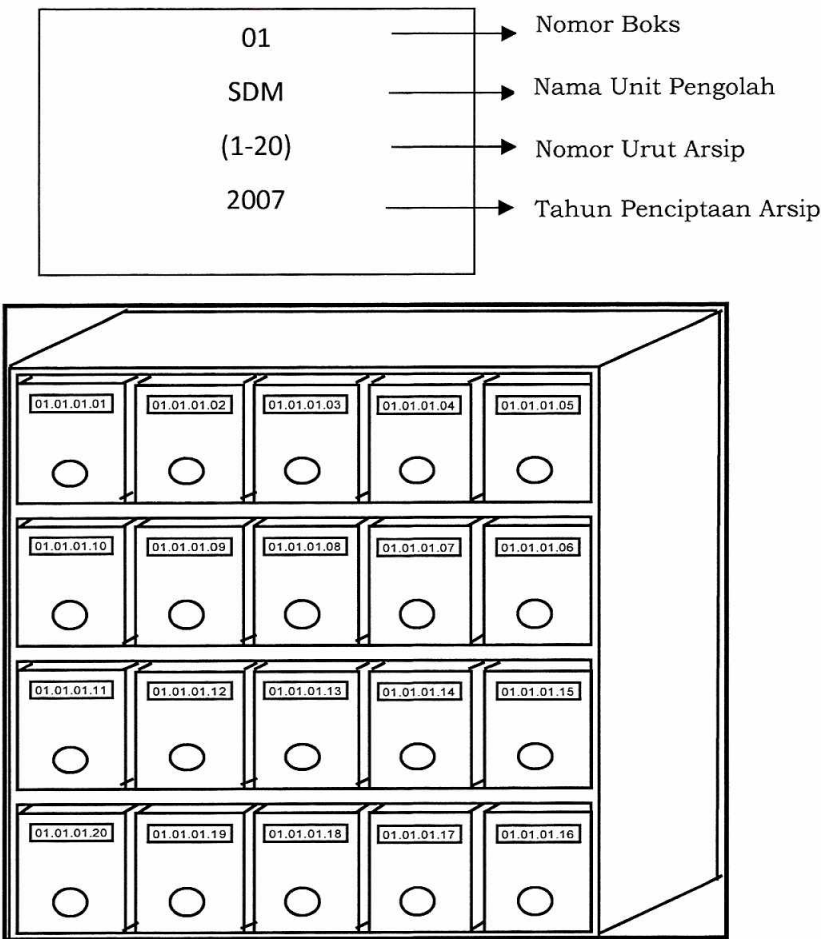 01
Nomor Boks
SDM
Nama Unit Pengolah
(1-20)
Nomor Urut Arsip
2007
Tahun Penciptaan Arsip
01.01.01.01 01.01.01.02 01.01.01.03 01.01.01.04 01.01.01.05
01.01.01.10 01.01.01.09 01.01.01.08 01.01.01.07 01.01.01.06
01.01.01.11 01.01.01.12 01.01.01.13 01.01.01.14 01.01.01.15
01.01.01.20 01.01.01.19 01.01.01.18 01.01.01.17 01.01.01.16